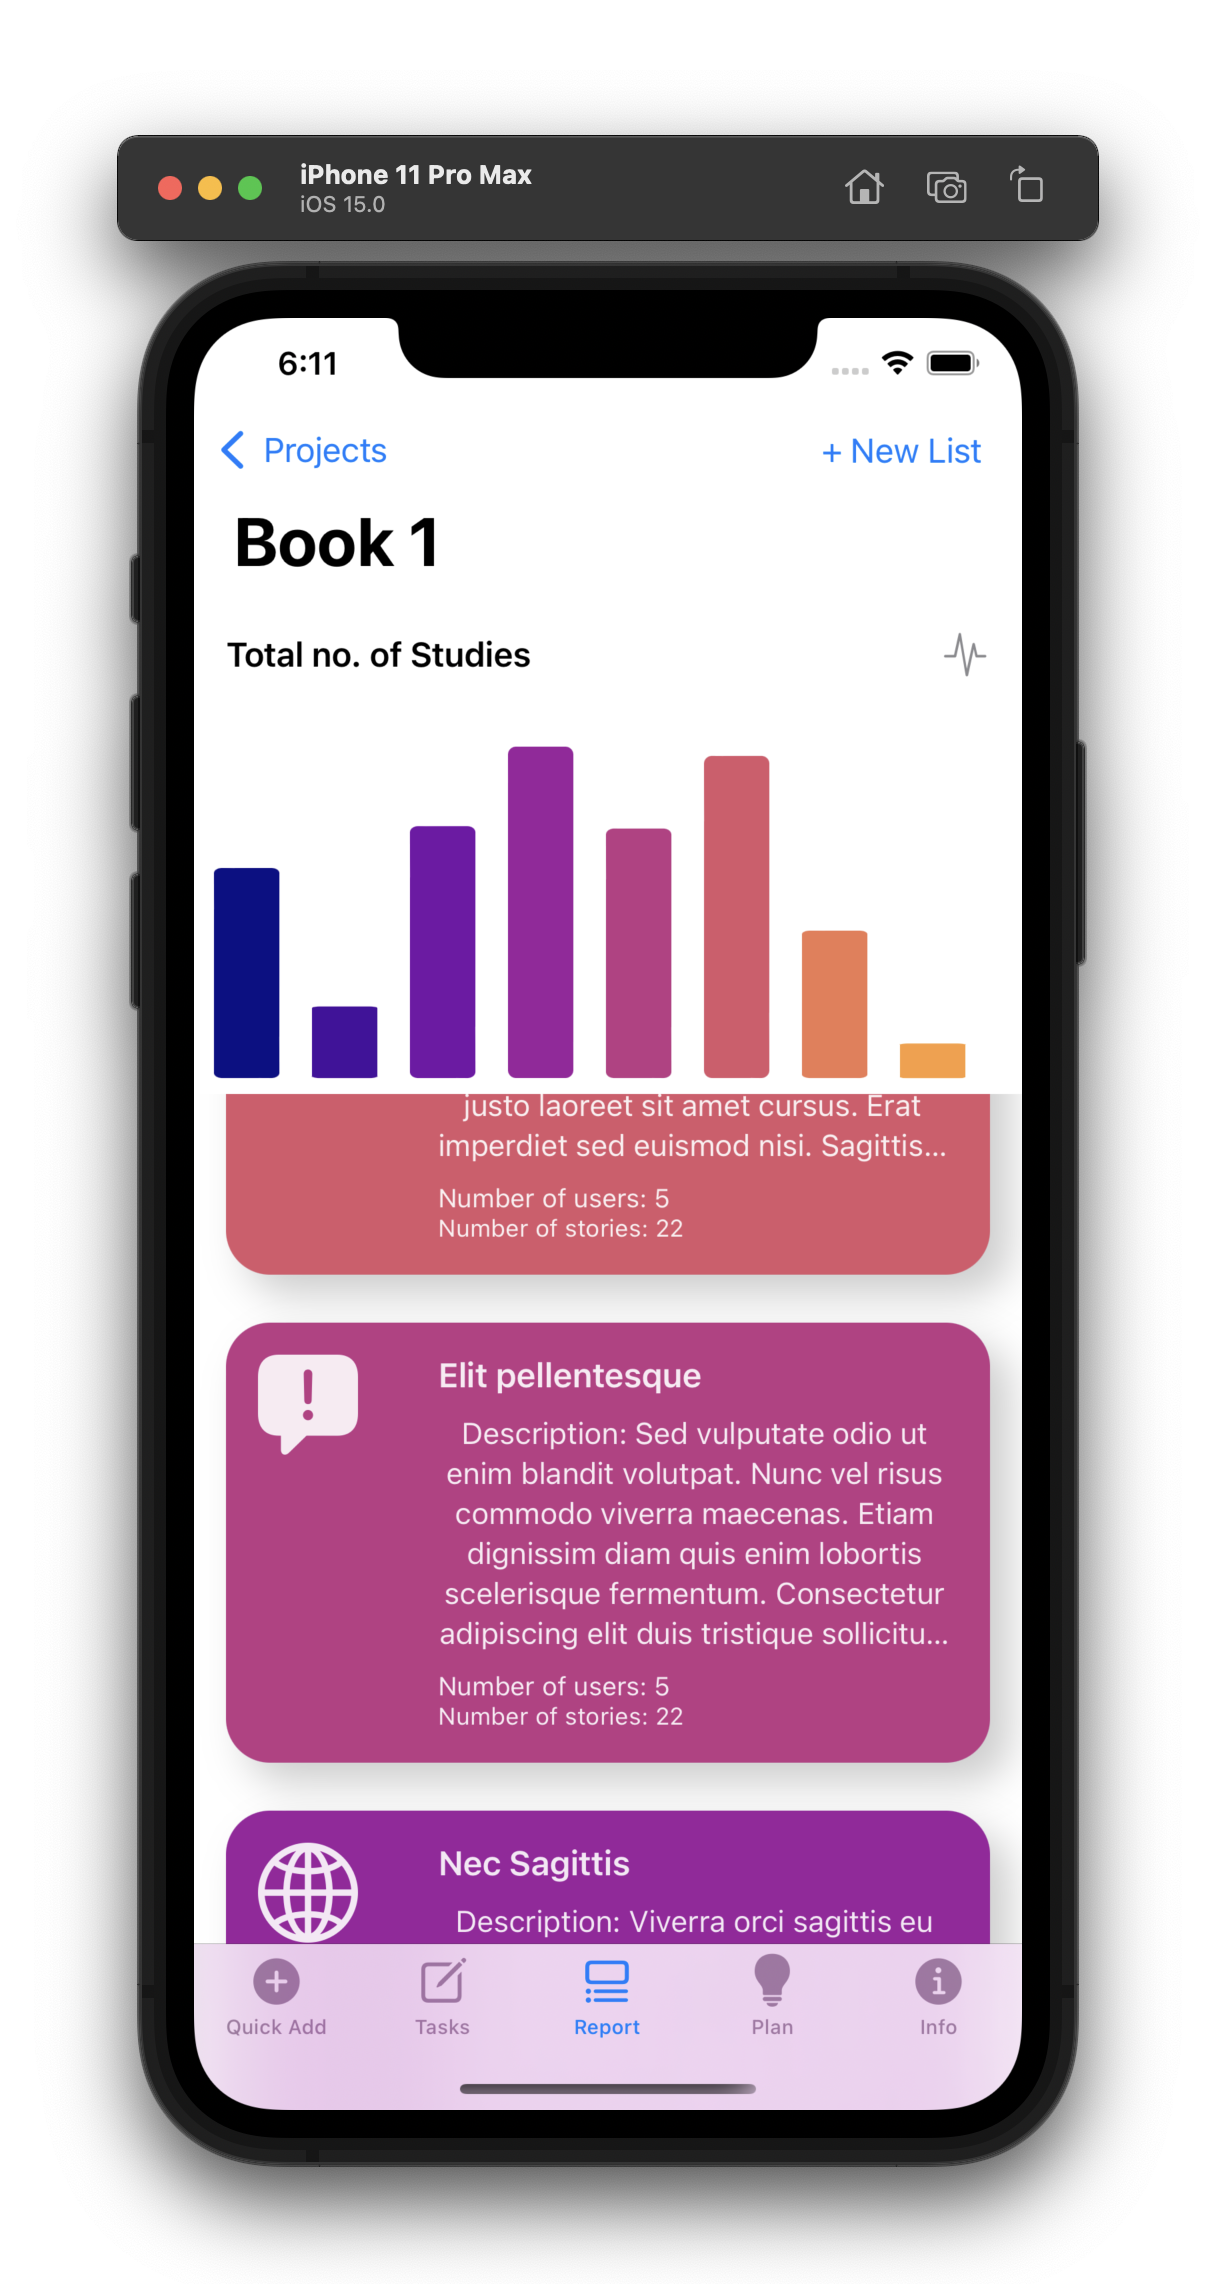 iPhone 11 Pro Max
iOS 15.0
6:11
Projects
+ New List
Book 1
Total no. of Studies
justo laoreet sit amet cursus. Erat
imperdiet sed euismod nisi. Sagittis...
Number of users: 5
Number of stories: 22
Elit pellentesque
Description: Sed vulputate odio ut
enim blandit volutpat. Nunc vel risus
commodo viverra maecenas. Etiam
dignissim diam quis enim lobortis
scelerisque fermentum. Consectetur
adipiscing elit duis tristique sollicitu...
Number of users: 5
Number of stories: 22
Nec Sagittis
Description: Viverra orci sagittis eu
Quick Add
Tasks
Report
Plan
Info